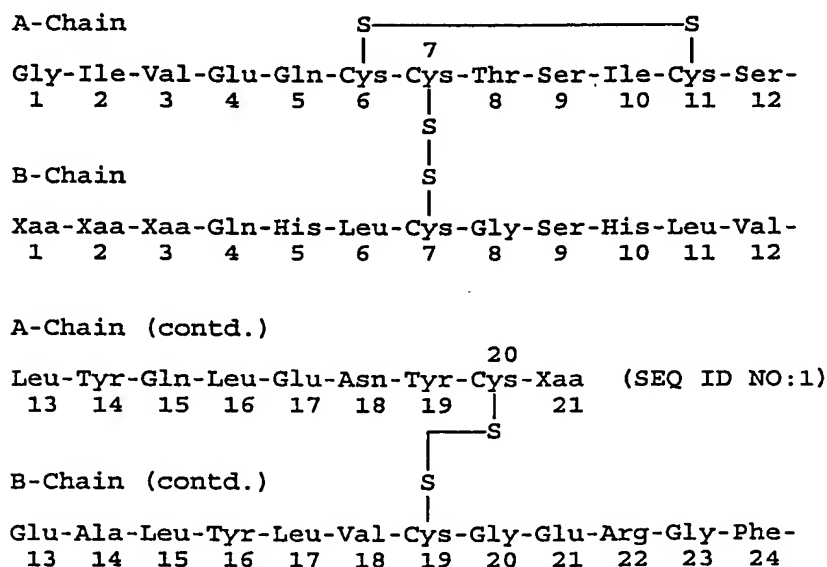 A-Chain
S S
7
Gly-Ile-Val-Glu-Gln-Cys-Cys-Thr-Ser-Ile-Cys-Ser-
1 2 3 4 5 6 8 9 10 11 12
S
S
B-Chain
Xaa-Xaa-Xaa-Gln-His-Leu-Cys-Gly-Ser-His-Leu-Val-
1 2 3 4 5 6 7 8 9 10 11 12
A-Chain (contd.)
20
Leu-Tyr-Gln-Leu-Glu-Asn-Tyr-Cys-Xaa (SEQ ID NO:1)
13 14 15 16 17 18 19 21
S
S
B-Chain (contd.)
Glu-Ala-Leu-Tyr-Leu-Val-Cys-Gly-Glu-Arg-Gly-Phe-
13 14 15 16 17 18 19 20 21 22 23 24